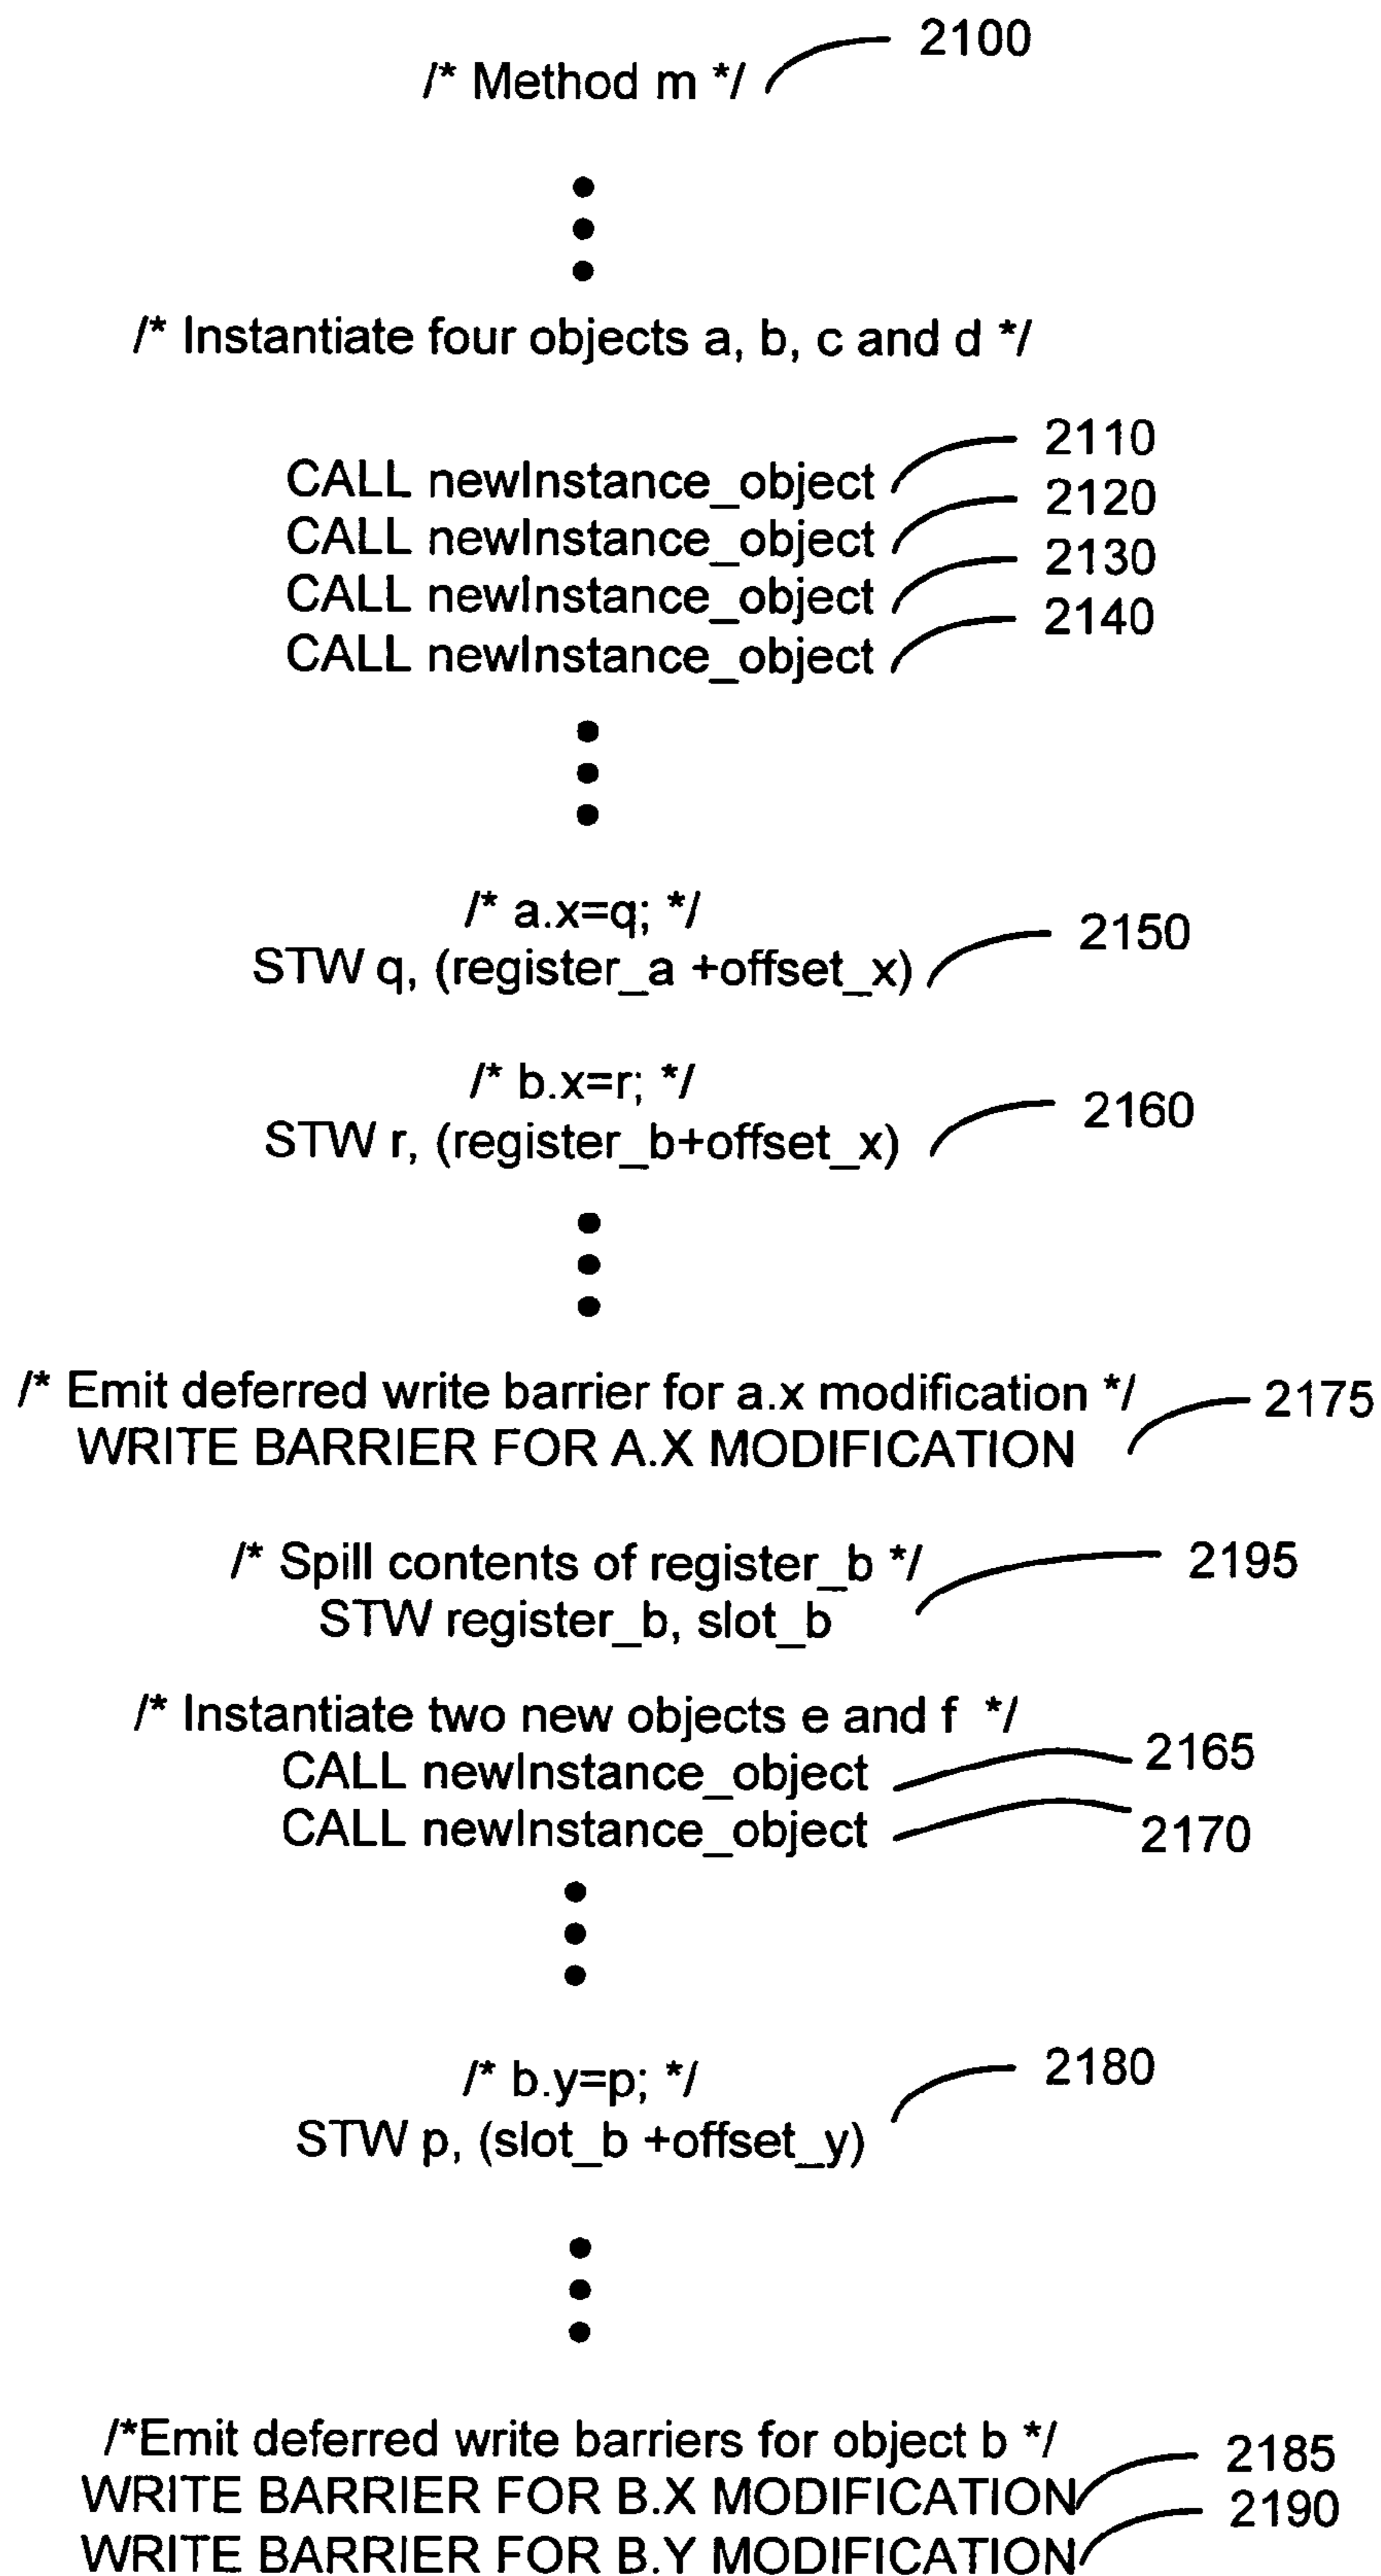 2100
/* Method m */
/* Instantiate four objects a, b, c and d */
2110
CALL newInstance_object
2120
CALL newInstance_object
2130
CALL newInstance_object
2140
CALL newInstance_object
/* a.x=q; */
2150
STW q, (register_a +offset_x)
/* b.x=r; */
2160
STW r, (register_b+offset_x)
/* Emit deferred write barrier for a.x modification */
2175
WRITE BARRIER FOR A.X MODIFICATION
/* Spill contents of register_b */
2195
STW register_b, slot_b
/* Instantiate two new objects e and f */
2165
CALL newInstance_object
CALL newInstance_object
2170
/* b.y=p; */
2180
STW p, (slot_b +offset_y)
/*Emit deferred write barriers for object b */
2185
WRITE BARRIER FOR B.X MODIFICATION
2190
WRITE BARRIER FOR B.Y MODIFICATION